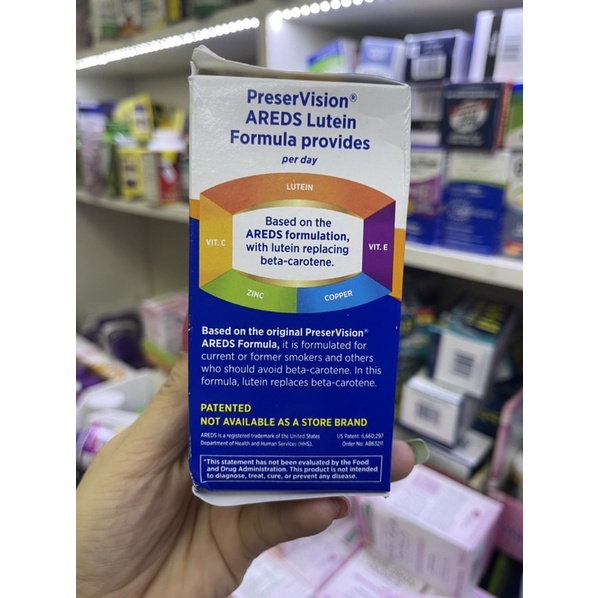 PreserVision®
AREDS Lutein
Formula provides
per day
LUTEIN
VIT. C
Based on the
AREDS formulation,
with lutein replacing
beta-carotene.
VIT. E
ZINC
COPPER
Based on the original PreserVision®
AREDS Formula, it is formulated for
current or former smokers and others
who should avoid beta-carotene. In this
formula, lutein replaces beta-carotene.
PATENTED
NOT AVAILABLE AS A STORE BRAND
AREDS is a registered trademark of the United States
Department of Health and Human Services (HHS).
US Patent: 6,660,297
Order No: AB63211
*This statement has not been evaluated by the Food
and Drug Administration. This product is not intended
to diagnose, treat, cure, or prevent any disease.